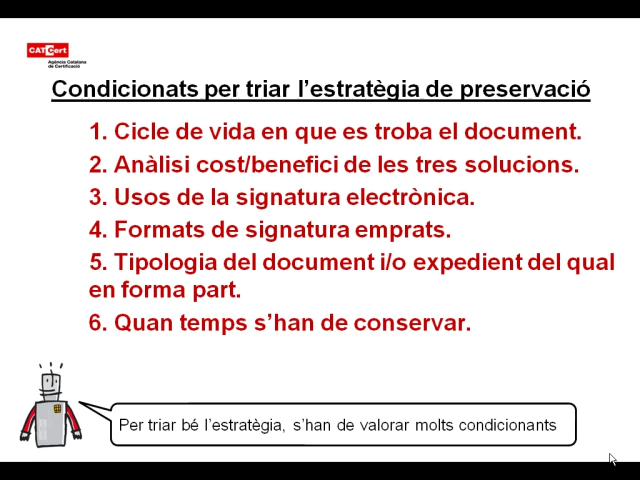 CATCert
Agència Catalana
de Certificació
Condicionats per triar l’estratègia de preservació
1. Cicle de vida en que es troba el document.
2. Anàlisi cost/benefici de les tres solucions.
3. Usos de la signatura electrònica.
4. Formats de signatura emprats.
5. Tipologia del document i/o expedient del qual
en forma part.
6. Quan temps s’han de conservar.
Per triar bé l’estratègia, s’han de valorar molts condicionants